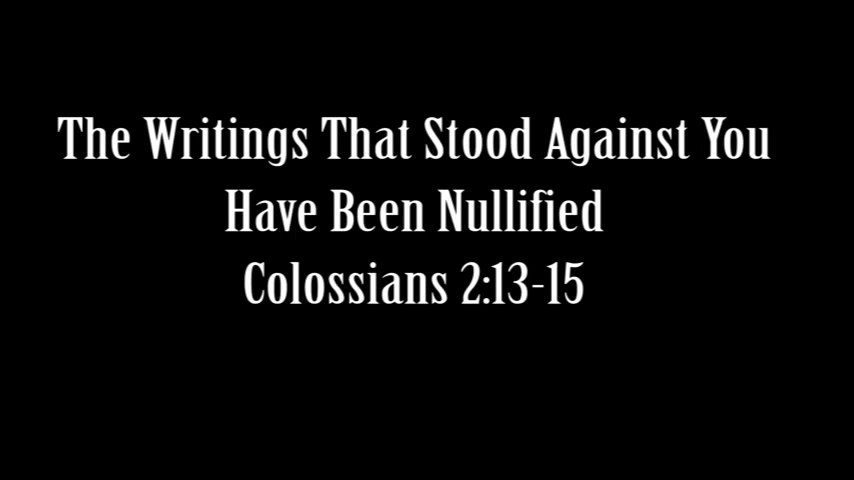 The Writings That Stood Against You
Have Been Nullified
Colossians 2:13-15